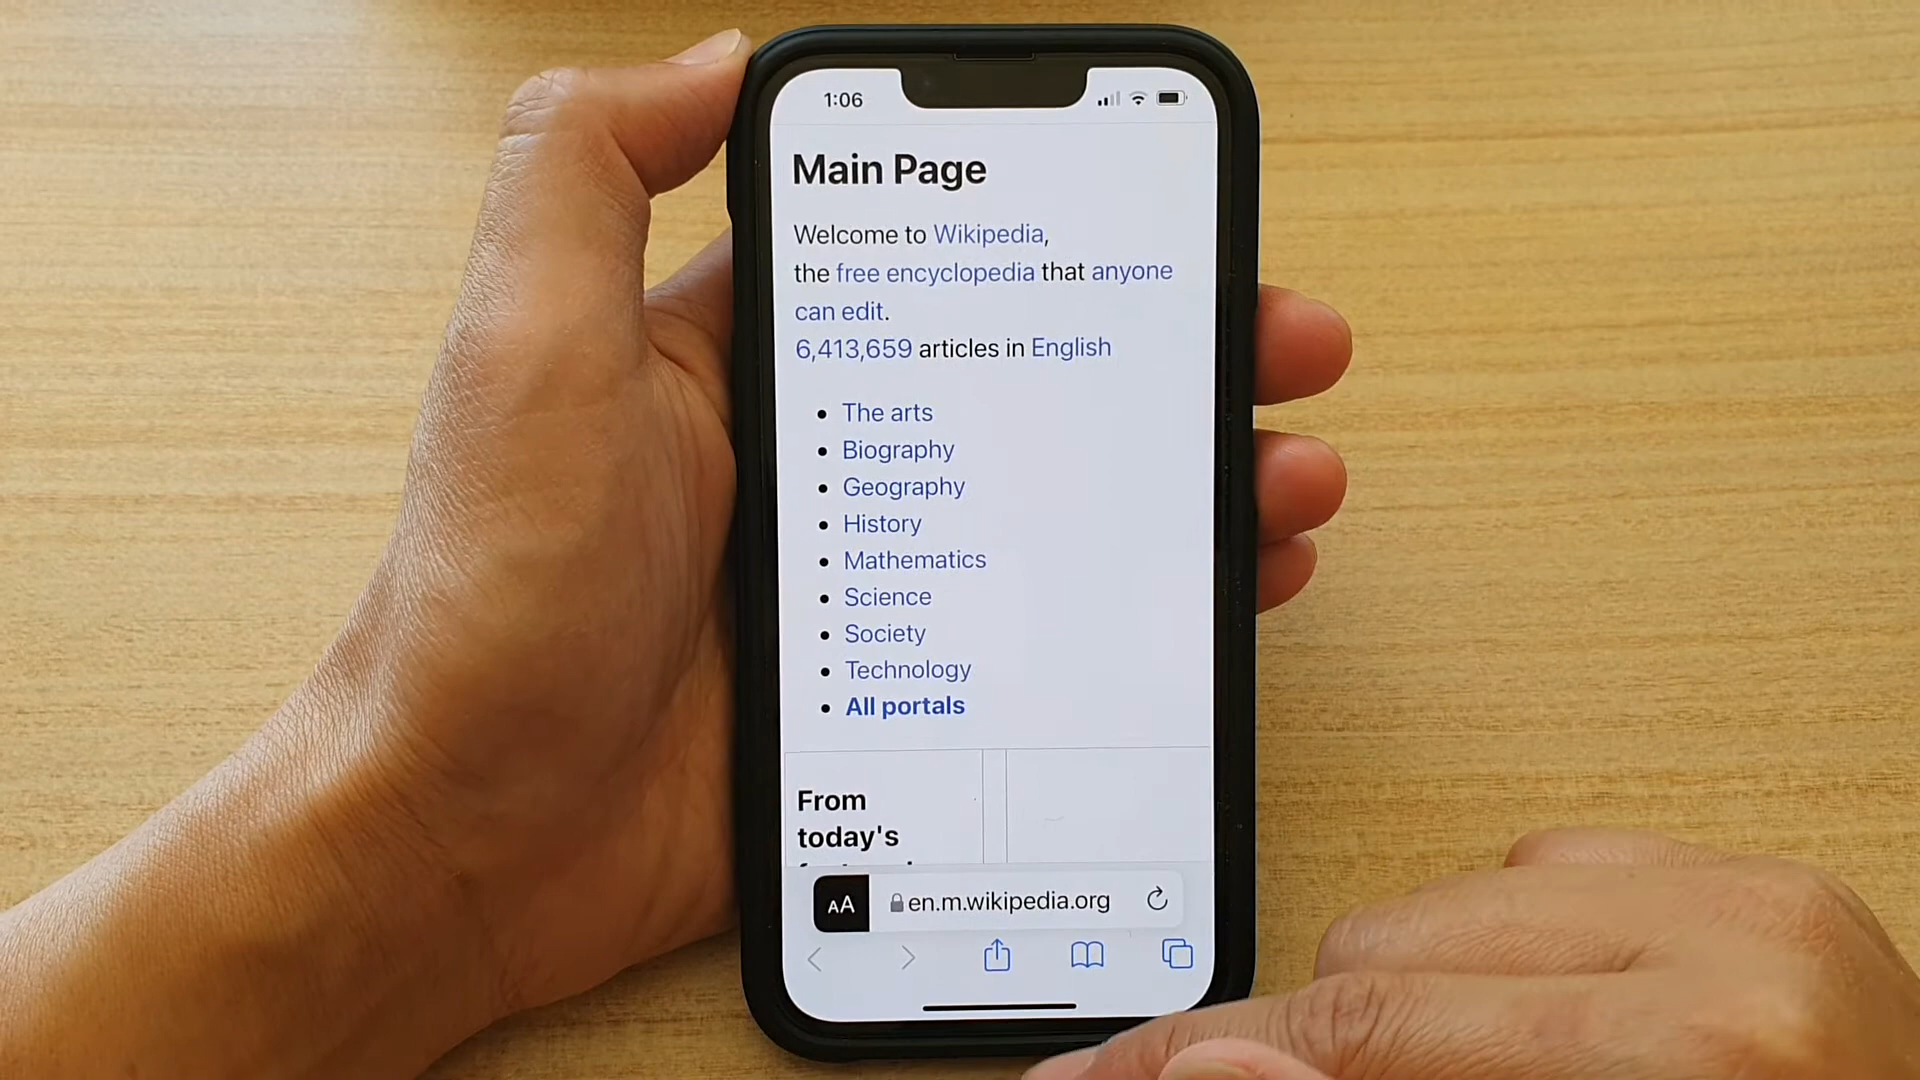 1:06
Main Page
Welcome to Wikipedia,
the free encyclopedia that anyone
can edit.
6,413,659 articles in English
The arts
Biography
Geography
History
Mathematics
Science
Society
Technology
All portals
From
today's
AA en.m.wikipedia.org